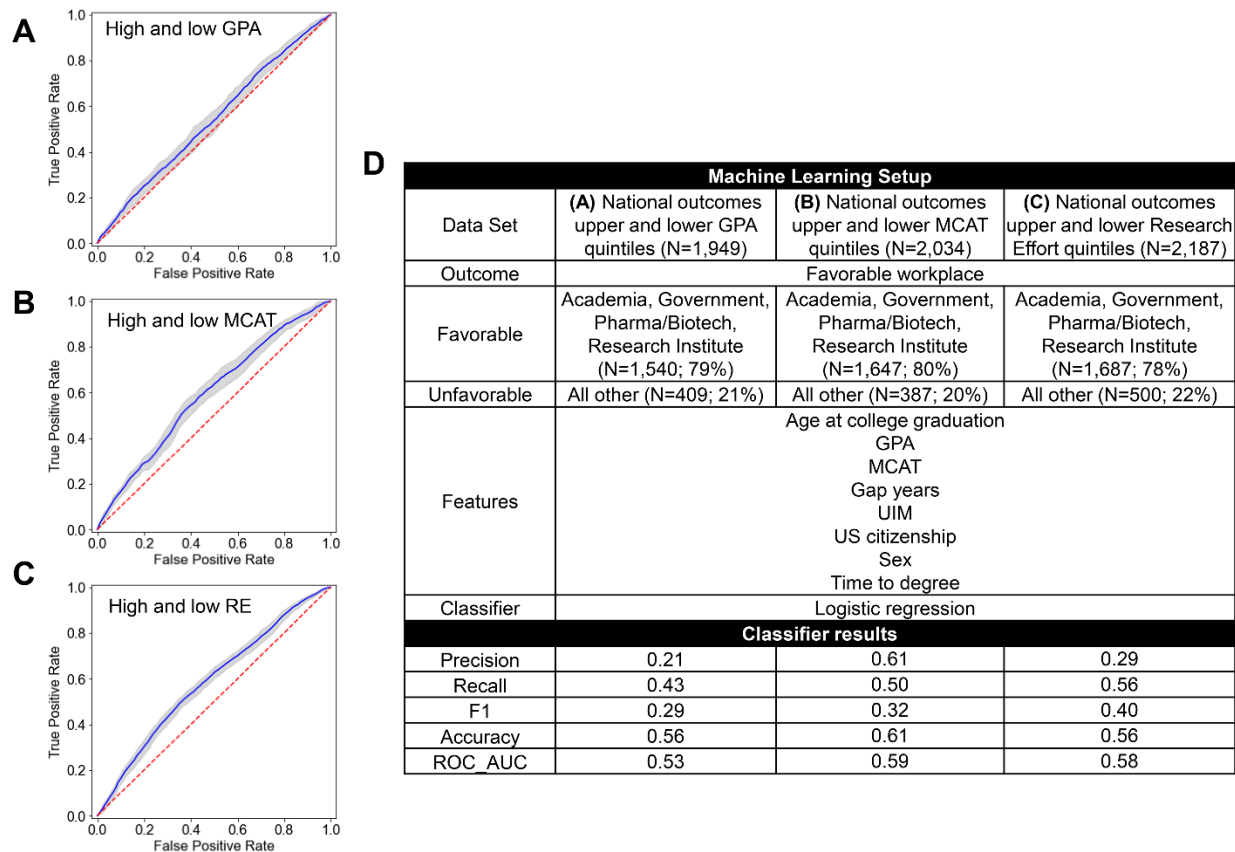 A
High and low GPA
1.0
0.8
0.6
0.4
0.2
0.0
True Positive Rate
0.0 0.2 0.4 0.6 0.8 1.0
False Positive Rate
B
High and low MCAT
1.0
0.8
0.6
0.4
0.2
0.0
True Positive Rate
0.0 0.2 0.4 0.6 0.8 1.0
False Positive Rate
C
High and low RE
1.0
0.8
0.6
0.4
0.2
0.0
True Positive Rate
0.0 0.2 0.4 0.6 0.8 1.0
False Positive Rate
D
Machine Learning Setup
Data Set
(A) National outcomes
upper and lower GPA
quintiles (N=1,949)
(B) National outcomes
upper and lower MCAT
quintiles (N=2,034)
(C) National outcomes
upper and lower Research
Effort quintiles (N=2,187)
Outcome
Favorable workplace
Favorable
Academia, Government,
Pharma/Biotech,
Research Institute
(N=1,540; 79%)
Academia, Government,
Pharma/Biotech,
Research Institute
(N=1,647; 80%)
Academia, Government,
Pharma/Biotech,
Research Institute
(N=1,687; 78%)
Unfavorable
All other (N=409; 21%)
All other (N=387; 20%)
All other (N=500; 22%)
Features
Age at college graduation
GPA
MCAT
Gap years
UIM
US citizenship
Sex
Time to degree
Classifier
Logistic regression
Classifier results
Precision 0.21 0.61 0.29
Recall 0.43 0.50 0.56
F1 0.29 0.32 0.40
Accuracy 0.56 0.61 0.56
ROC_AUC 0.53 0.59 0.58